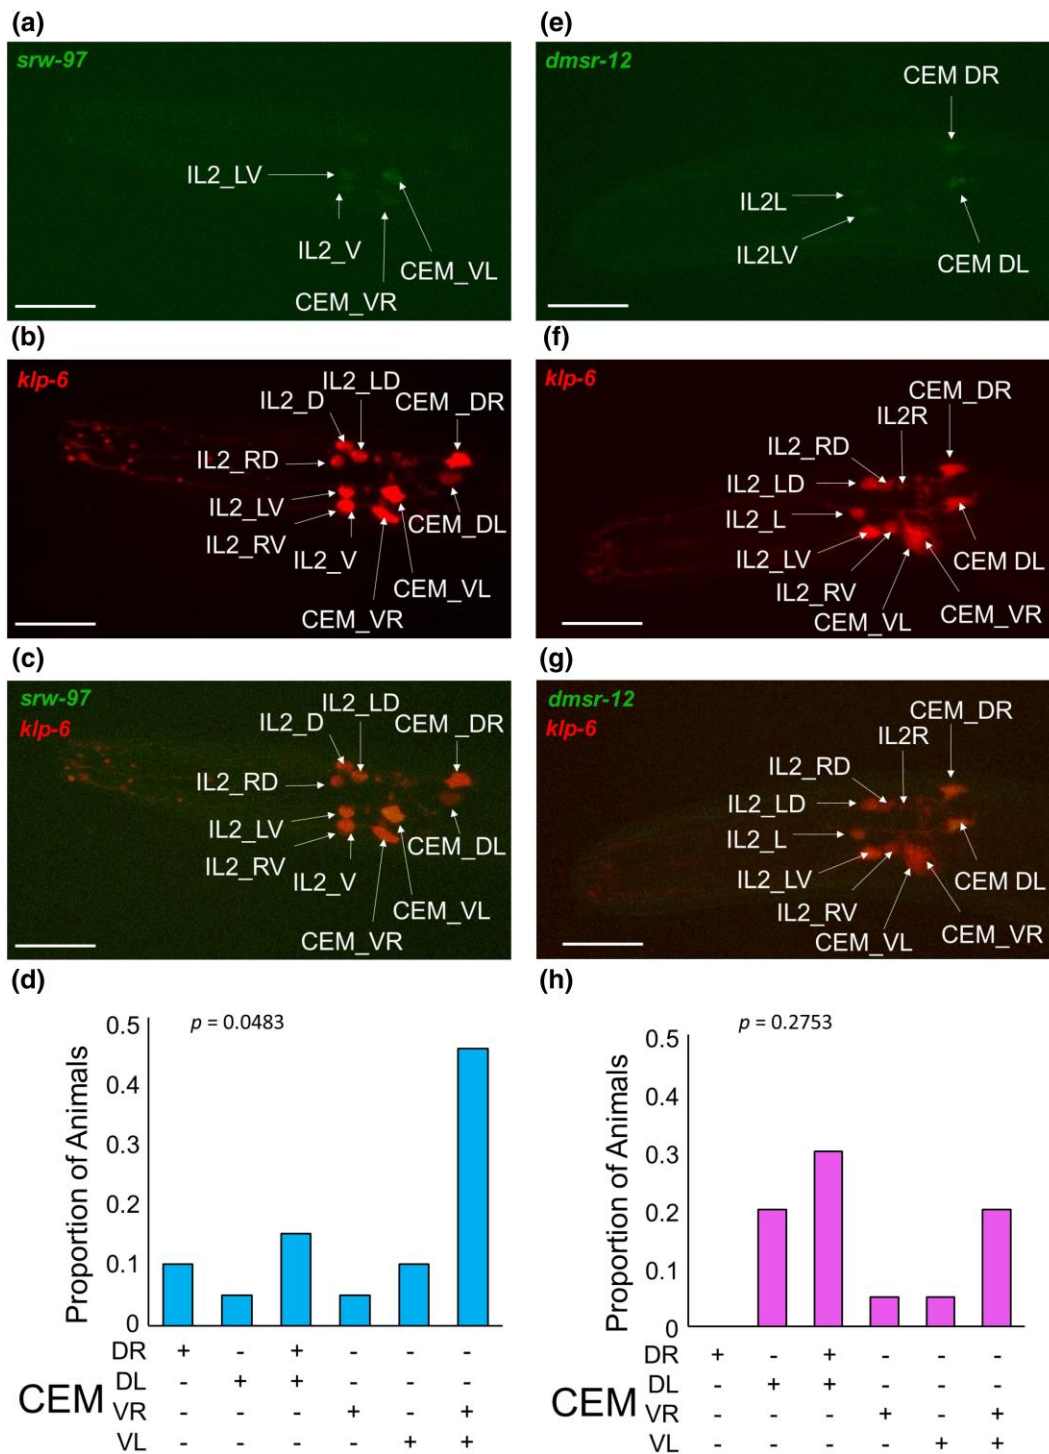 (a)
srw-97
IL2_LV
IL2_V
CEM_VL
CEM_VR
(b)
klp-6
IL2_LD
IL2_D
CEM _DR
IL2_RD
IL2_LV
CEM_DL
IL2_RV
IL2_V
CEM_VL
CEM_VR
(c)
srw-97
klp-6
IL2_LD
IL2_D
CEM _DR
IL2_RD
IL2_LV
CEM_DL
IL2_RV
IL2_V
CEM_VL
CEM_VR
(d)
p = 0.0483
Proportion of Animals
0.5
0.4
0.3
0.2
0.1
0
DR + - + - - -
DL - + + - - -
CEM
VR - - - + - +
VL - - - - + +
(e)
dmsr-12
CEM DR
IL2L
IL2LV
CEM DL
(f)
klp-6
CEM_DR
IL2R
IL2_RD
IL2_LD
IL2_L
IL2_LV
CEM DL
IL2_RV
CEM_VL
CEM_VR
(g)
dmsr-12
klp-6
CEM_DR
IL2R
IL2_RD
IL2_LD
IL2_L
IL2_LV
CEM DL
IL2_RV
CEM_VL
CEM_VR
(h)
p = 0.2753
Proportion of Animals
0.5
0.4
0.3
0.2
0.1
0
DR + - + - - -
DL - + + - - -
CEM
VR - - - + - +
VL - - - - + +